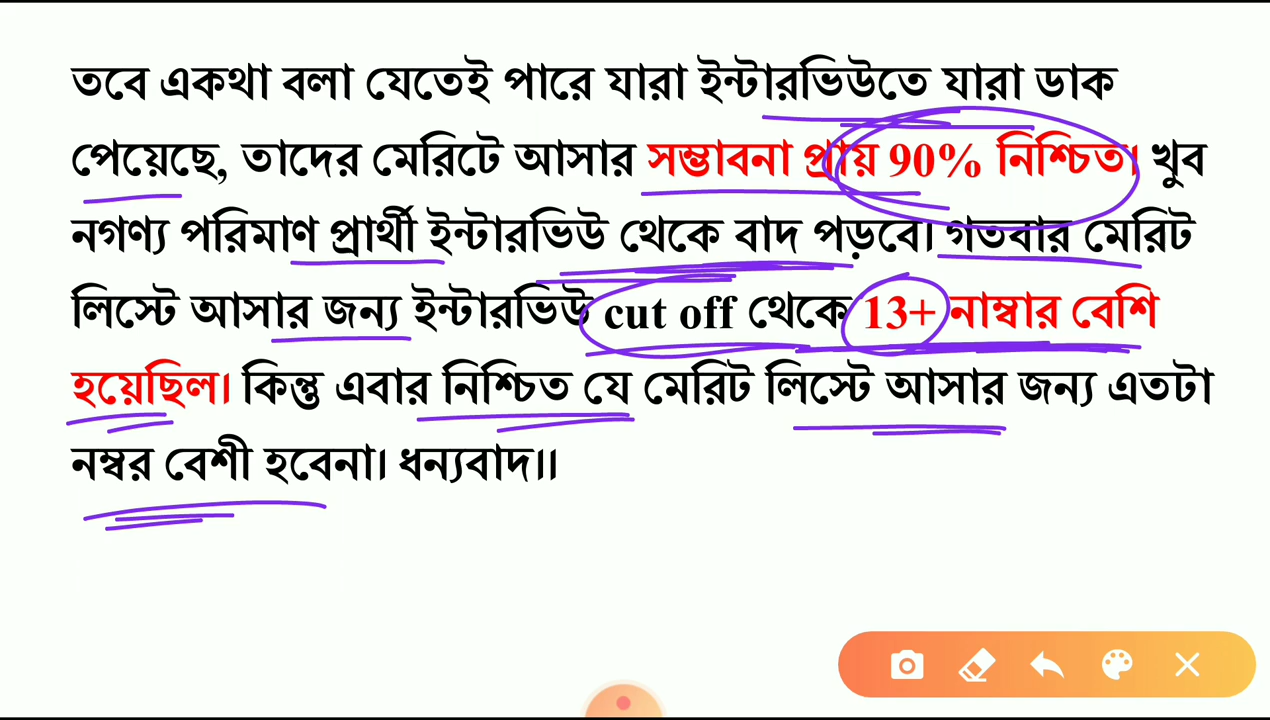 তবে একথা বলা যেতেই পারে যারা ইন্টারভিউতে যারা ডাক
পেয়েছে, তাদের মেরিটে আসার সম্ভাবনা প্রায় 90% নিশ্চিত। খুব
নগণ্য পরিমাণ প্রার্থী ইন্টারভিউ থেকে বাদ পড়বে। গতবার মেরিট
লিস্টে আসার জন্য ইন্টারভিউ cut off থেকে 13+ নাম্বার বেশি
হয়েছিল। কিন্তু এবার নিশ্চিত যে মেরিট লিস্টে আসার জন্য এতটা
নম্বর বেশী হবেনা। ধন্যবাদ।।